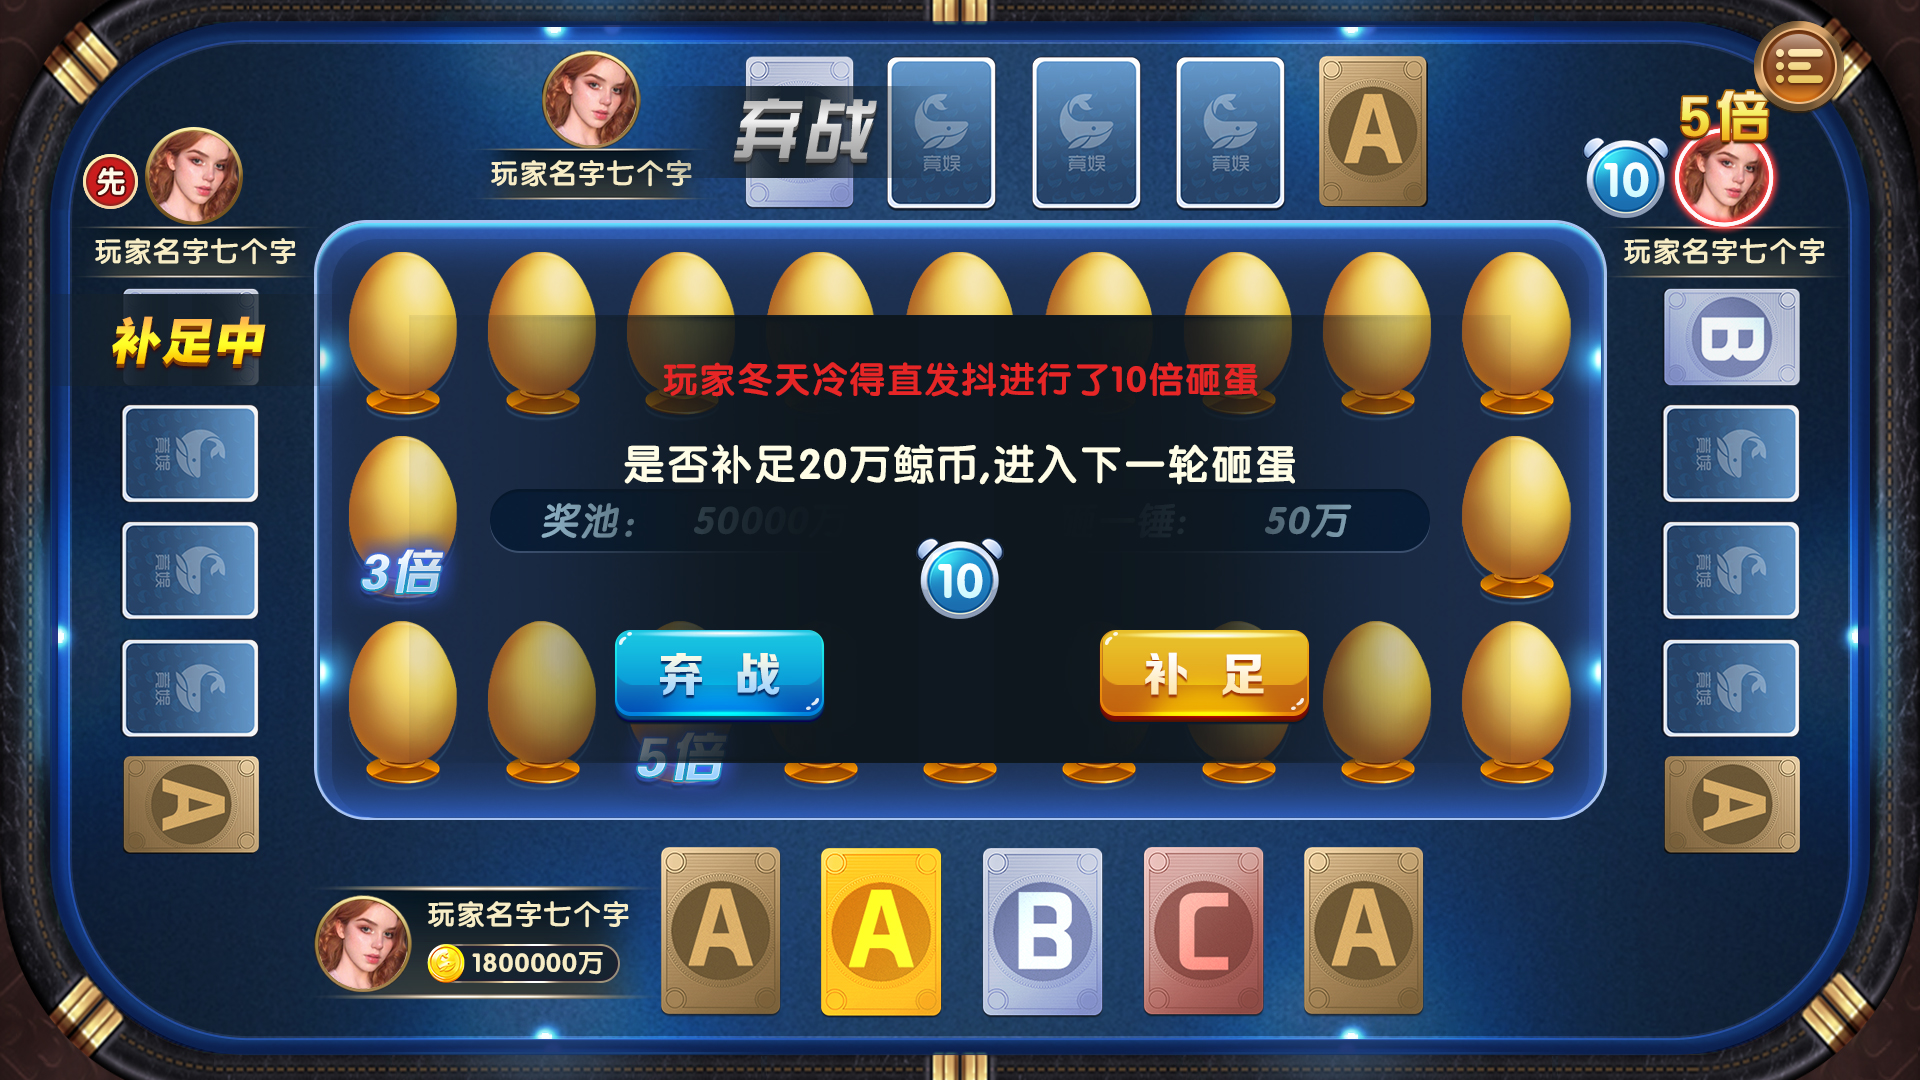 弃战
A
5倍
玩家名字七个字
先
10
玩家名字七个字
玩家名字七个字
补足中
B
玩家冬天冷得直发抖进行了10倍砸蛋
是否补足20万鲸币,进入下一轮砸蛋
奖池：
50000
一锤:
50万
3倍
10
弃 战
补 足
5倍
A
A
玩家名字七个字
1800000万
A
A
B
C
A